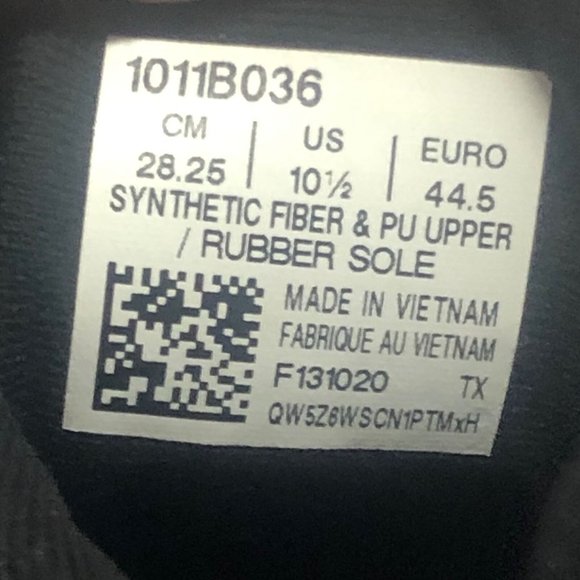 1011B036
CM | US | EURO
28.25 | 10½ | 44.5
SYNTHETIC FIBER & PU UPPER
/ RUBBER SOLE
MADE IN VIETNAM
FABRIQUE AU VIETNAM
F131020 TX
QW5Z6WSCN1PTMxH